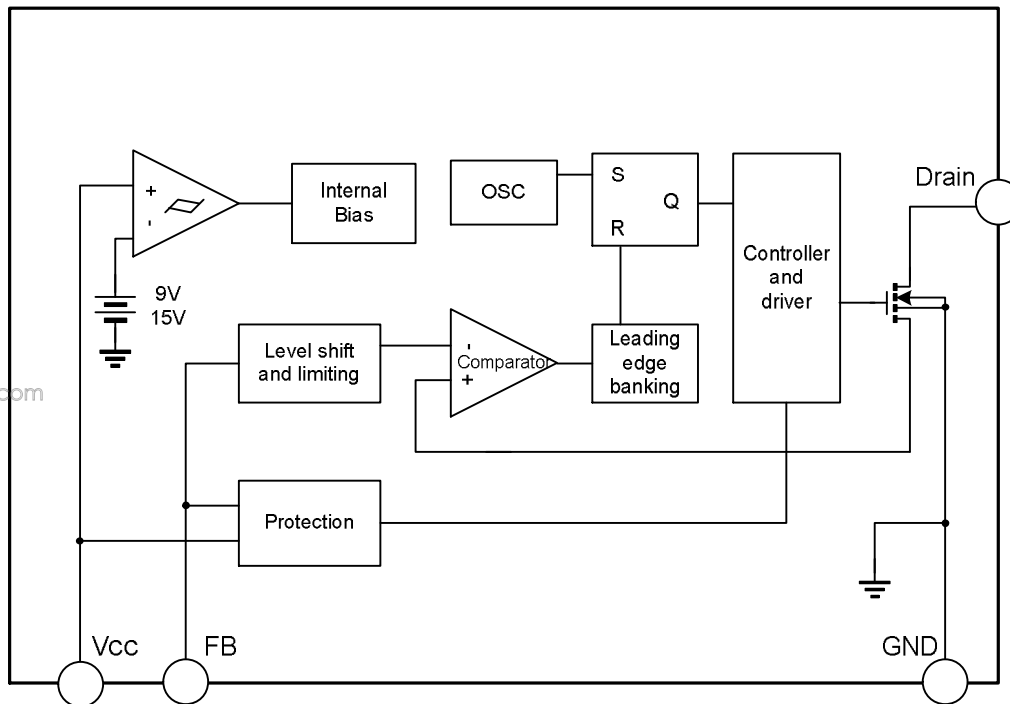 Drain
Internal
Bias
OSC
S
Q
R
+
-
Controller
and
driver
9V
15V
Level shift
and limiting
-
Comparator
+
Leading
edge
banking
com
Protection
Vcc
FB
GND